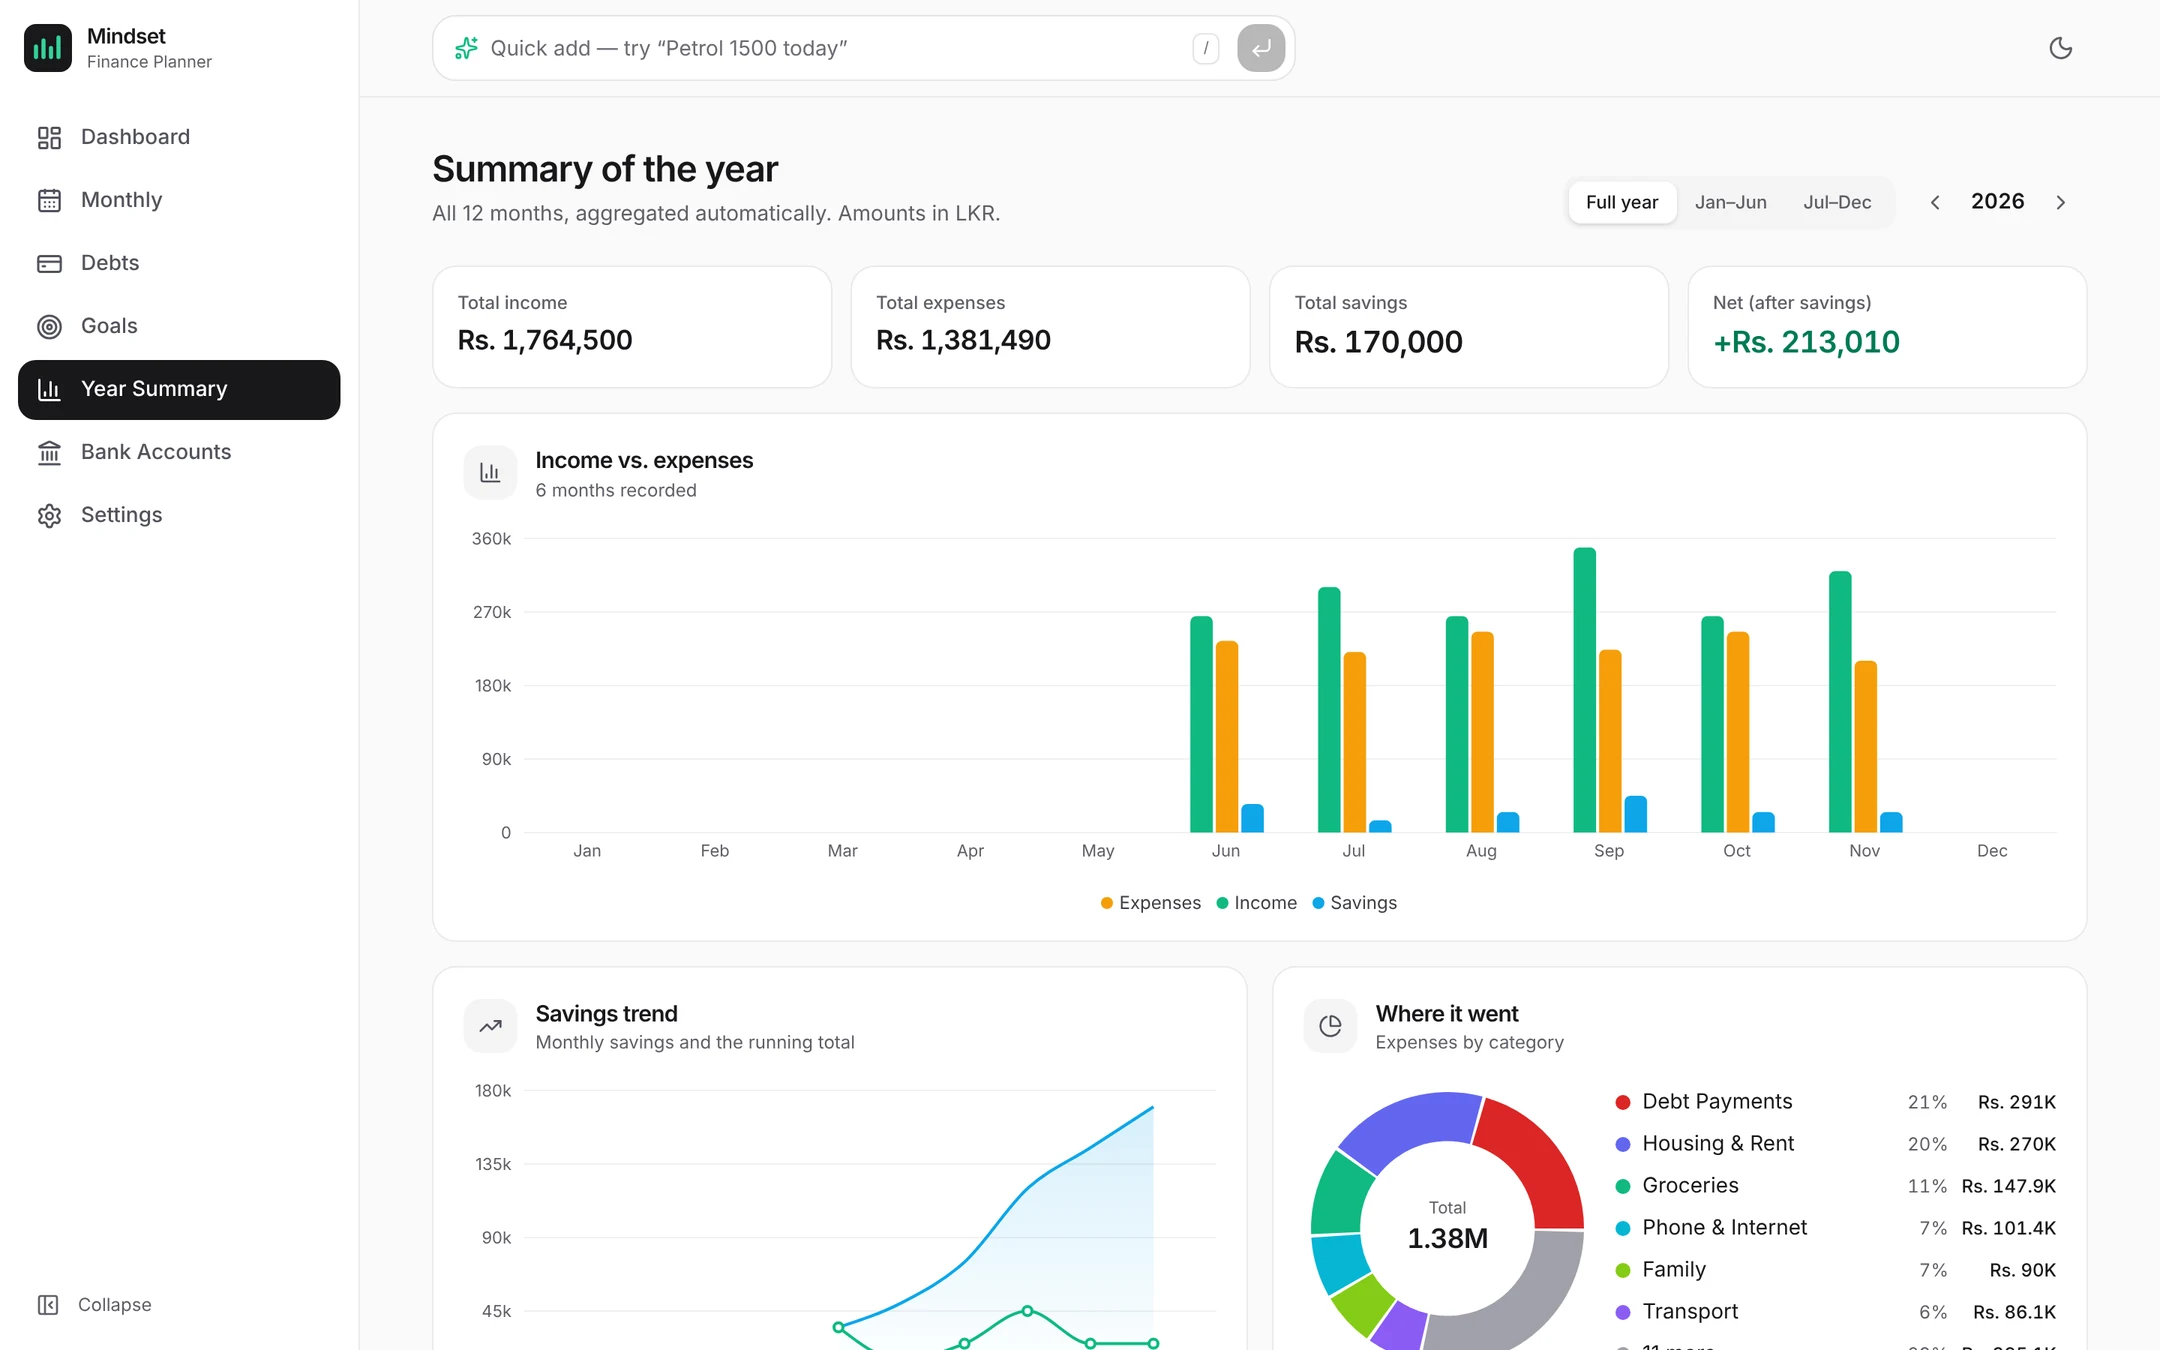 Mindset
Finance Planner
Quick add — try “Petrol 1500 today”
/
Dashboard
Monthly
Debts
Goals
Year Summary
Bank Accounts
Settings
Collapse
Summary of the year
All 12 months, aggregated automatically. Amounts in LKR.
Full year
Jan–Jun
Jul–Dec
2026
Total income
Rs. 1,764,500
Total expenses
Rs. 1,381,490
Total savings
Rs. 170,000
Net (after savings)
+Rs. 213,010
Income vs. expenses
6 months recorded
360k
270k
180k
90k
0
Jan Feb Mar Apr May Jun Jul Aug Sep Oct Nov Dec
Expenses Income Savings
Savings trend
Monthly savings and the running total
180k
135k
90k
45k
Where it went
Expenses by category
Total
1.38M
Debt Payments 21% Rs. 291K
Housing & Rent 20% Rs. 270K
Groceries 11% Rs. 147.9K
Phone & Internet 7% Rs. 101.4K
Family 7% Rs. 90K
Transport 6% Rs. 86.1K